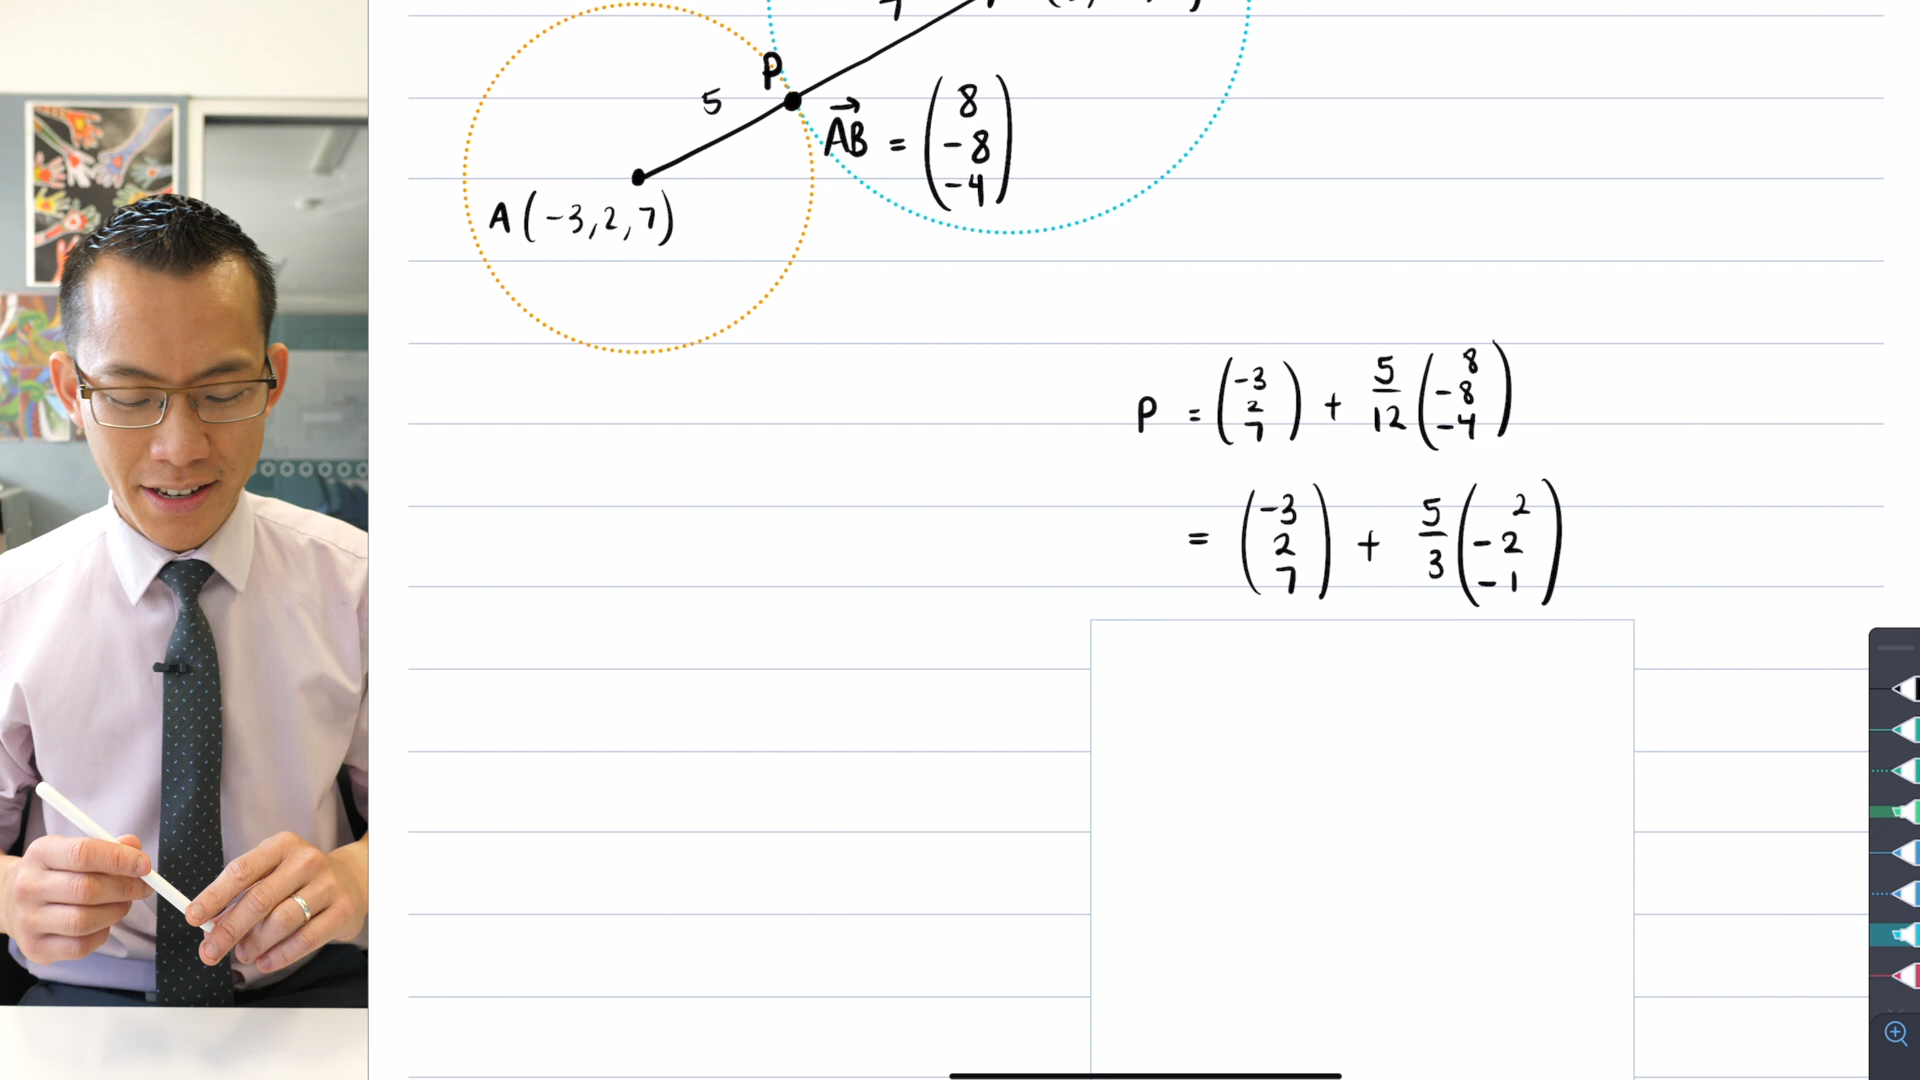 7
P
5
AB = (8 -8 -4)
A (-3, 2, 7)
P = (-3 2 7) + 5/12 (8 -8 -4)
= (-3 2 7) + 5/3 (2 -2 -1)